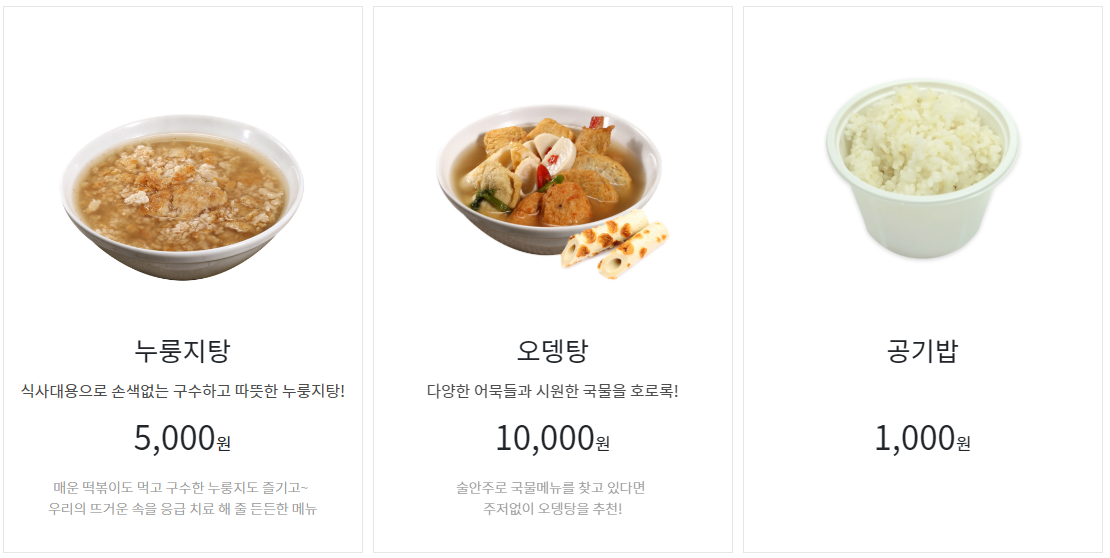 누룽지탕
식사대용으로 손색없는 구수하고 따뜻한 누룽지탕!
5,000원
매운 떡볶이도 먹고 구수한 누룽지도 즐기고~
우리의 뜨거운 속을 응급 치료 해 줄 든든한 메뉴
오뎅탕
다양한 어묵들과 시원한 국물을 호로록!
10,000원
술안주로 국물메뉴를 찾고 있다면
주저없이 오뎅탕을 추천!
공기밥
1,000원